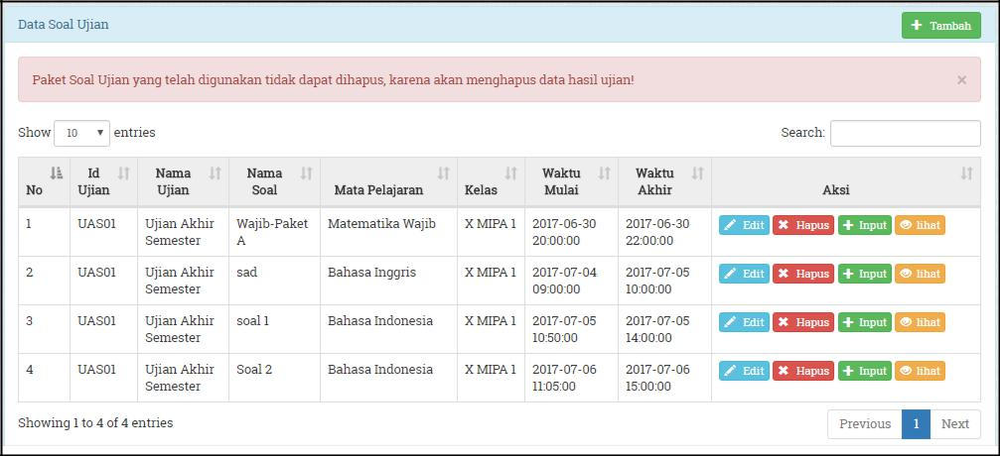 Data Soal Ujian
Tambah
Paket Soal Ujian yang telah digunakan tidak dapat dihapus, karena akan menghapus data hasil ujian!
×
Show 10 entries
Search:
No Id Ujian Nama Ujian Nama Soal Mata Pelajaran Kelas Waktu Mulai Waktu Akhir Aksi
1 UAS01 Ujian Akhir Semester Wajib-Paket A Matematika Wajib X MIPA 1 2017-06-30 20:00:00 2017-06-30 22:00:00 Edit Hapus Input lihat
2 UAS01 Ujian Akhir Semester sad Bahasa Inggris X MIPA 1 2017-07-04 09:00:00 2017-07-05 10:00:00 Edit Hapus Input lihat
3 UAS01 Ujian Akhir Semester soal 1 Bahasa Indonesia X MIPA 1 2017-07-05 10:50:00 2017-07-05 14:00:00 Edit Hapus Input lihat
4 UAS01 Ujian Akhir Semester Soal 2 Bahasa Indonesia X MIPA 1 2017-07-06 11:05:00 2017-07-06 15:00:00 Edit Hapus Input lihat
Showing 1 to 4 of 4 entries
Previous 1 Next